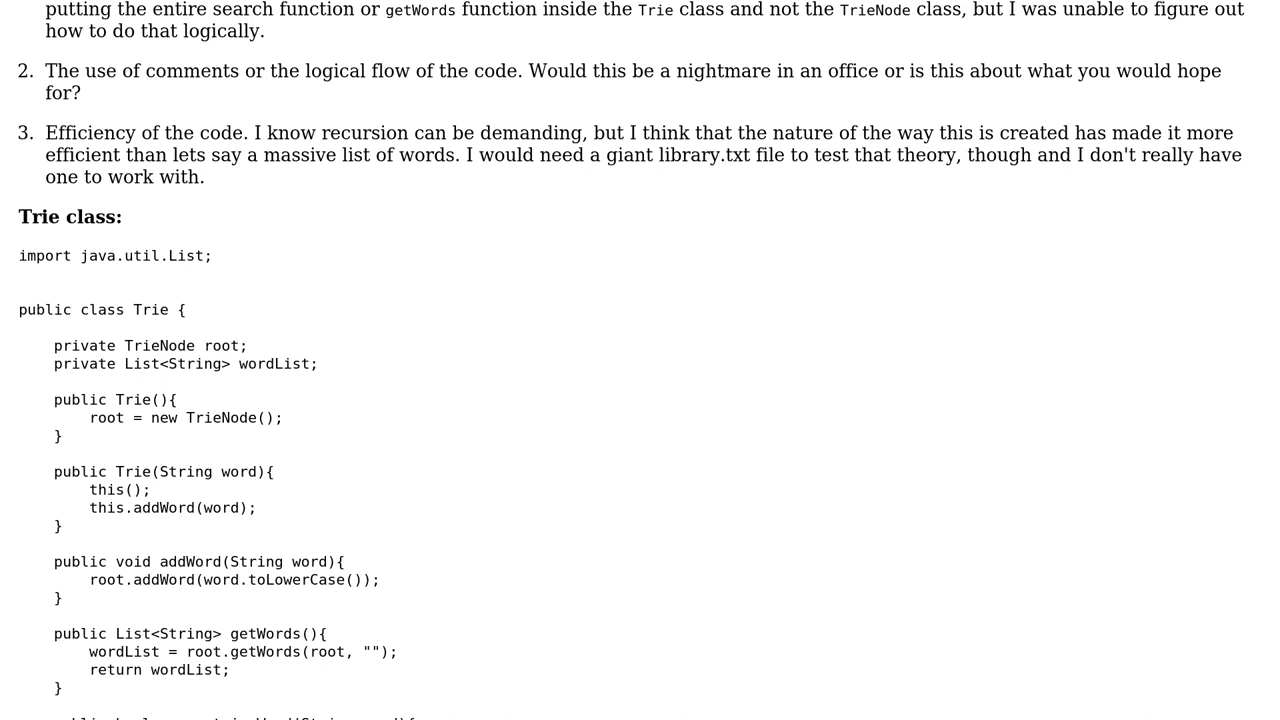 putting the entire search function or getWords function inside the Trie class and not the TrieNode class, but I was unable to figure out
how to do that logically.
2. The use of comments or the logical flow of the code. Would this be a nightmare in an office or is this about what you would hope
for?
3. Efficiency of the code. I know recursion can be demanding, but I think that the nature of the way this is created has made it more
efficient than lets say a massive list of words. I would need a giant library.txt file to test that theory, though and I don't really have
one to work with.
Trie class:
import java.util.List;
public class Trie {
    private TrieNode root;
    private List<String> wordList;
    public Trie(){
        root = new TrieNode();
    }
    public Trie(String word){
        this();
        this.addWord(word);
    }
    public void addWord(String word){
        root.addWord(word.toLowerCase());
    }
    public List<String> getWords(){
        wordList = root.getWords(root, "");
        return wordList;
    }